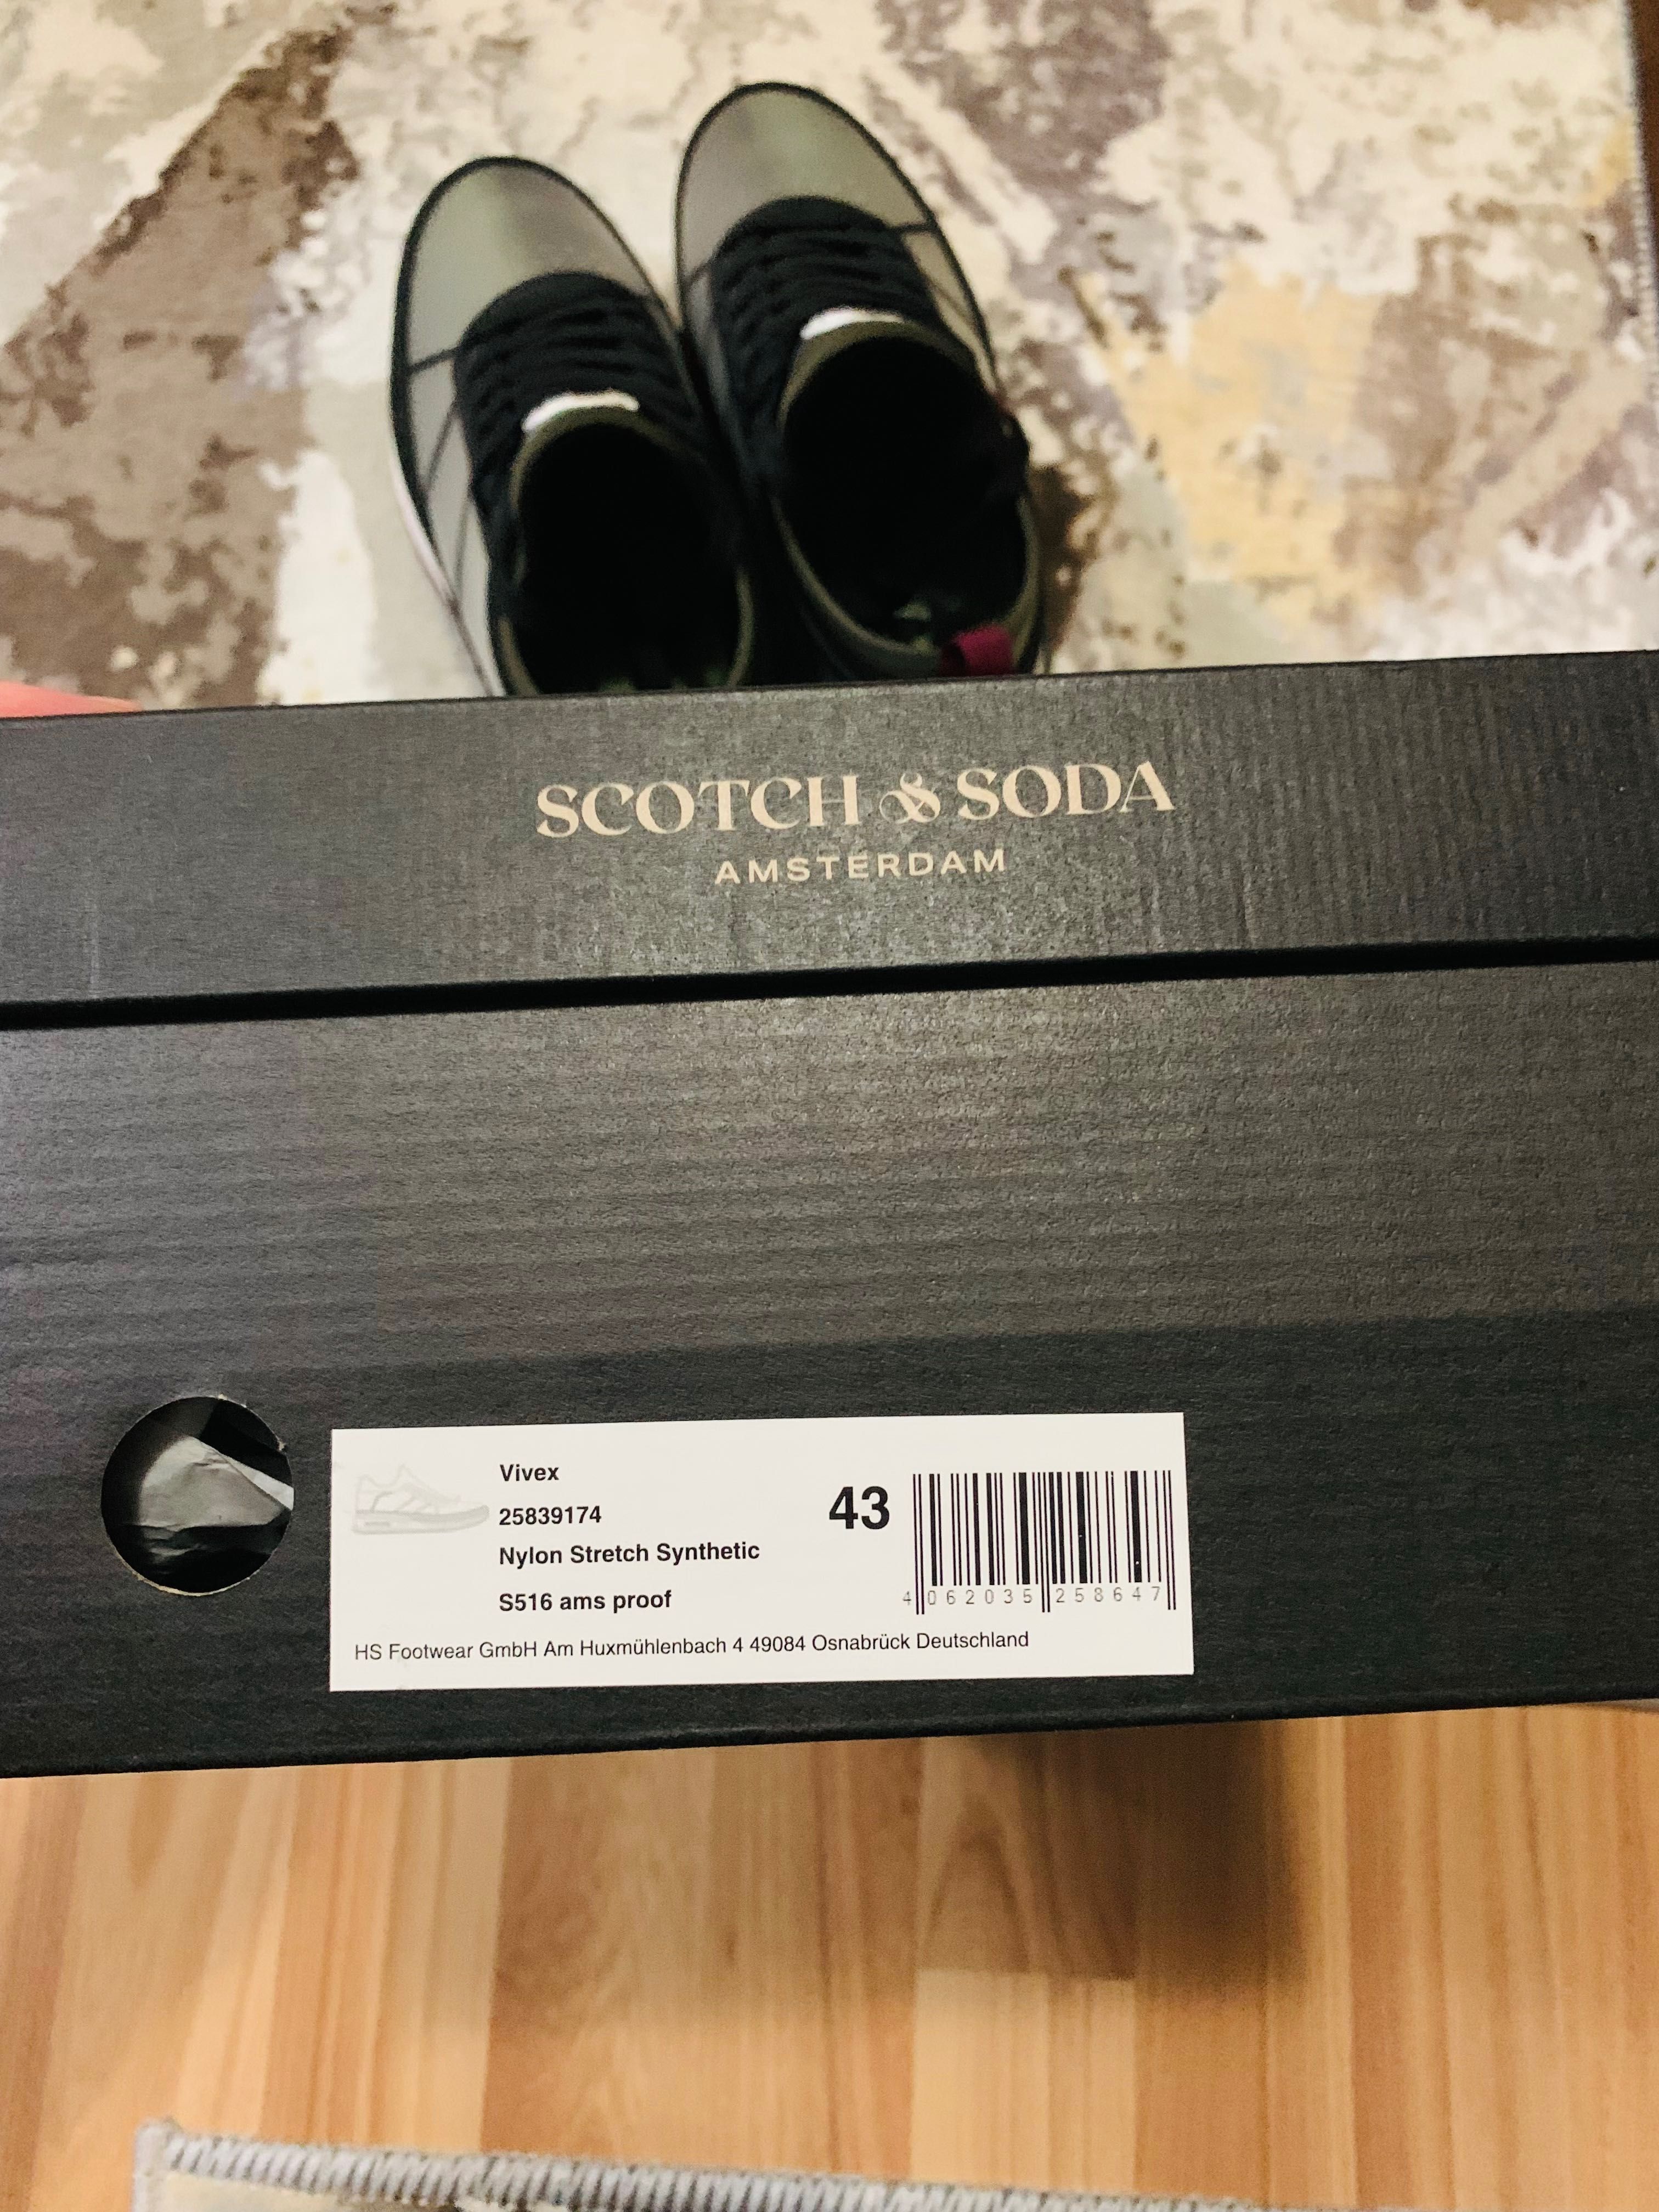 SCOTCH & SODA
AMSTERDAM
Vivex
25839174
Nylon Stretch Synthetic
S516 ams proof
43
4 062035 258647
HS Footwear GmbH Am Huxmühlenbach 4 49084 Osnabrück Deutschland